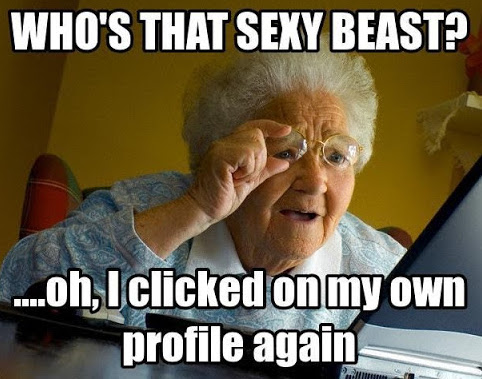 WHO'S THAT SEXY BEAST?
....oh, I clicked on my own
profile again